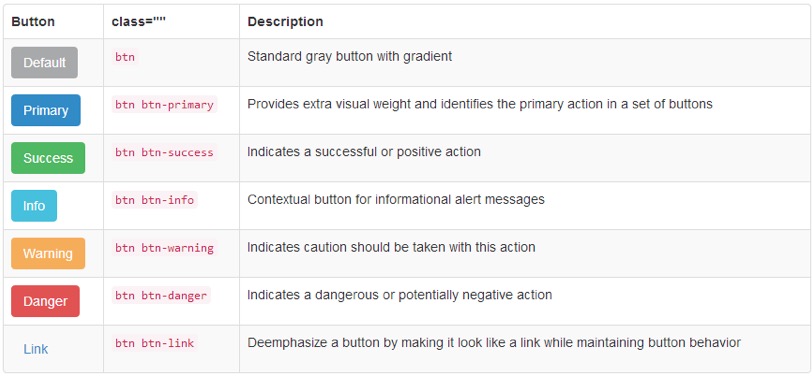 Button class="" Description
Default btn Standard gray button with gradient
Primary btn btn-primary Provides extra visual weight and identifies the primary action in a set of buttons
Success btn btn-success Indicates a successful or positive action
Info btn btn-info Contextual button for informational alert messages
Warning btn btn-warning Indicates caution should be taken with this action
Danger btn btn-danger Indicates a dangerous or potentially negative action
Link btn btn-link Deemphasize a button by making it look like a link while maintaining button behavior